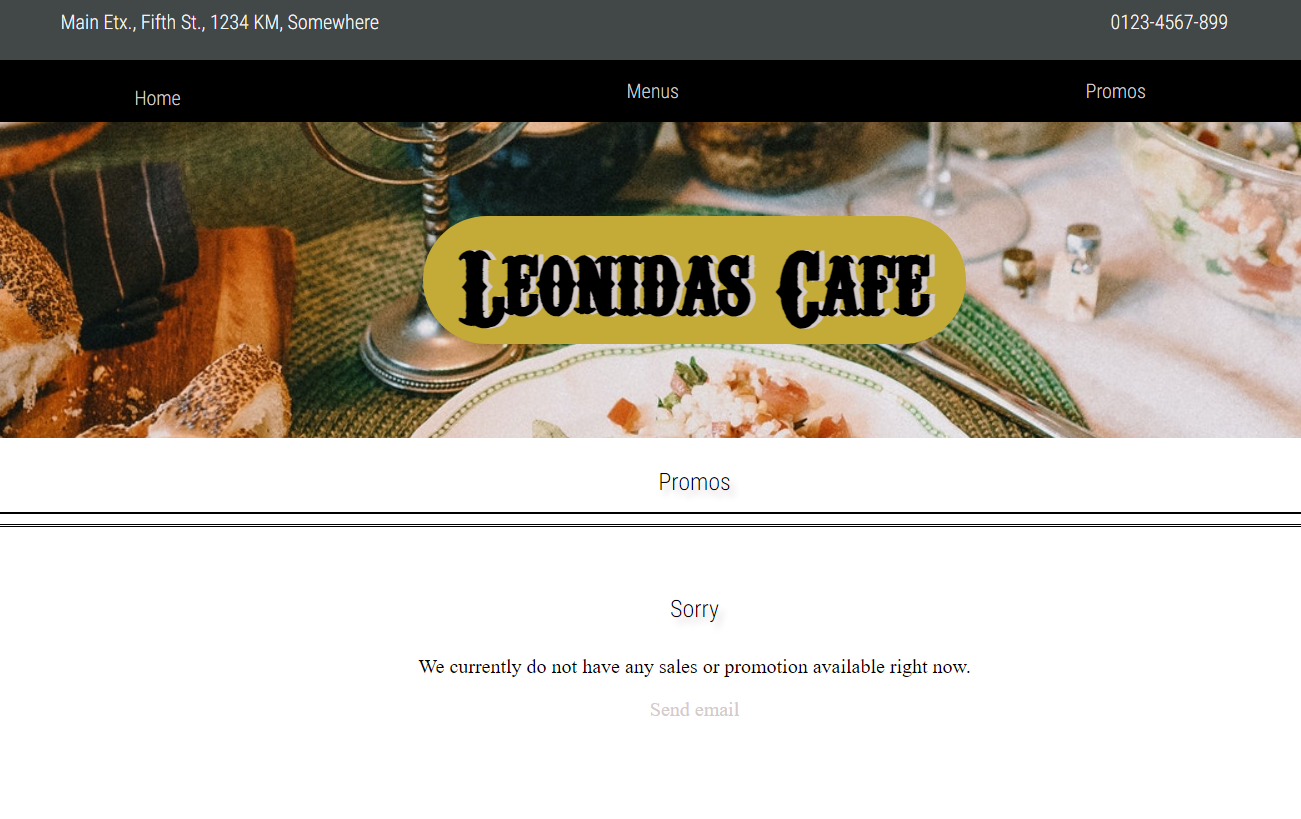 Main Etx., Fifth St., 1234 KM, Somewhere
0123-4567-899
Home
Menus
Promos
Leonidas Cafe
Promos
Sorry
We currently do not have any sales or promotion available right now.
Send email